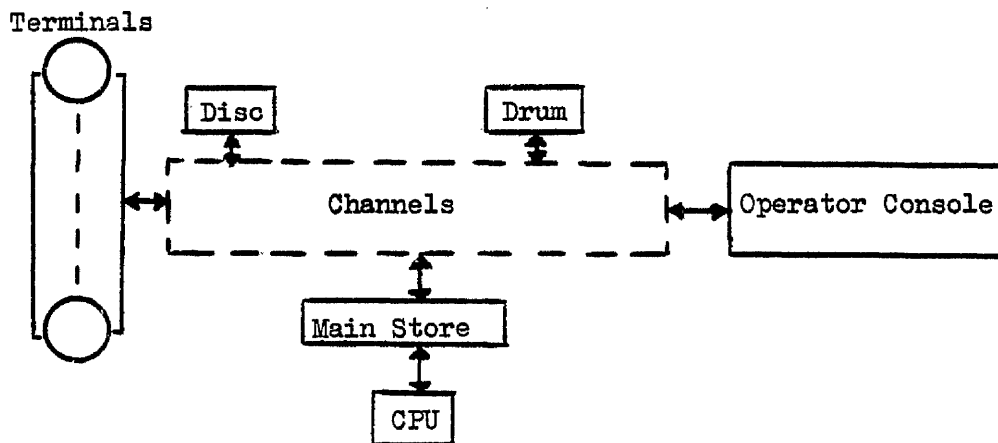 Terminals
Disc
Drum
Channels
Operator Console
Main Store
CPU